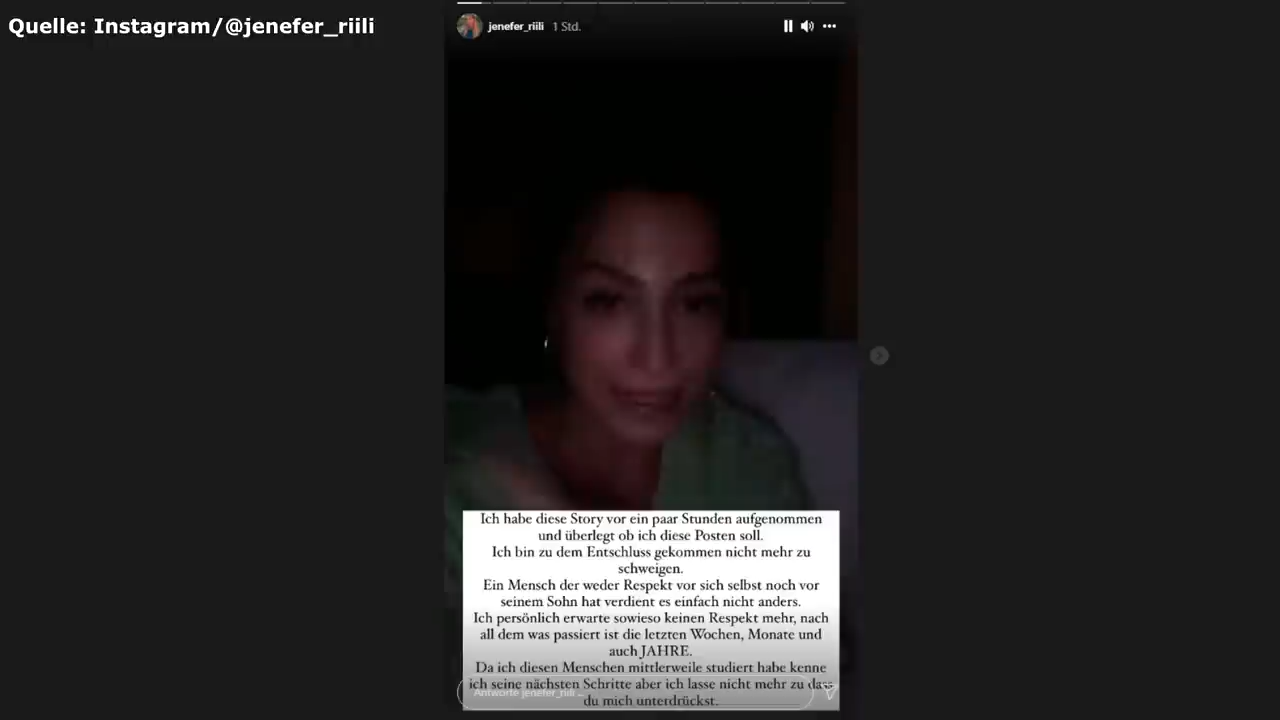 Quelle: Instagram/@jenefer_riili
jenefer_riili 1 Std.
Ich habe diese Story vor ein paar Stunden aufgenommen
und überlegt ob ich diese Posten soll.
Ich bin zu dem Entschluss gekommen nicht mehr zu
schweigen.
Ein Mensch der weder Respekt vor sich selbst noch vor
seinem Sohn hat verdient es einfach nicht anders.
Ich persönlich erwarte sowieso keinen Respekt mehr, nach
all dem was passiert ist die letzten Wochen, Monate und
auch JAHRE.
Da ich diesen Menschen mittlerweile studiert habe kenne
ich seine nächsten Schritte aber ich lasse nicht mehr zu dass
Antworte jenefer_riili ...
du mich unterdrückst.